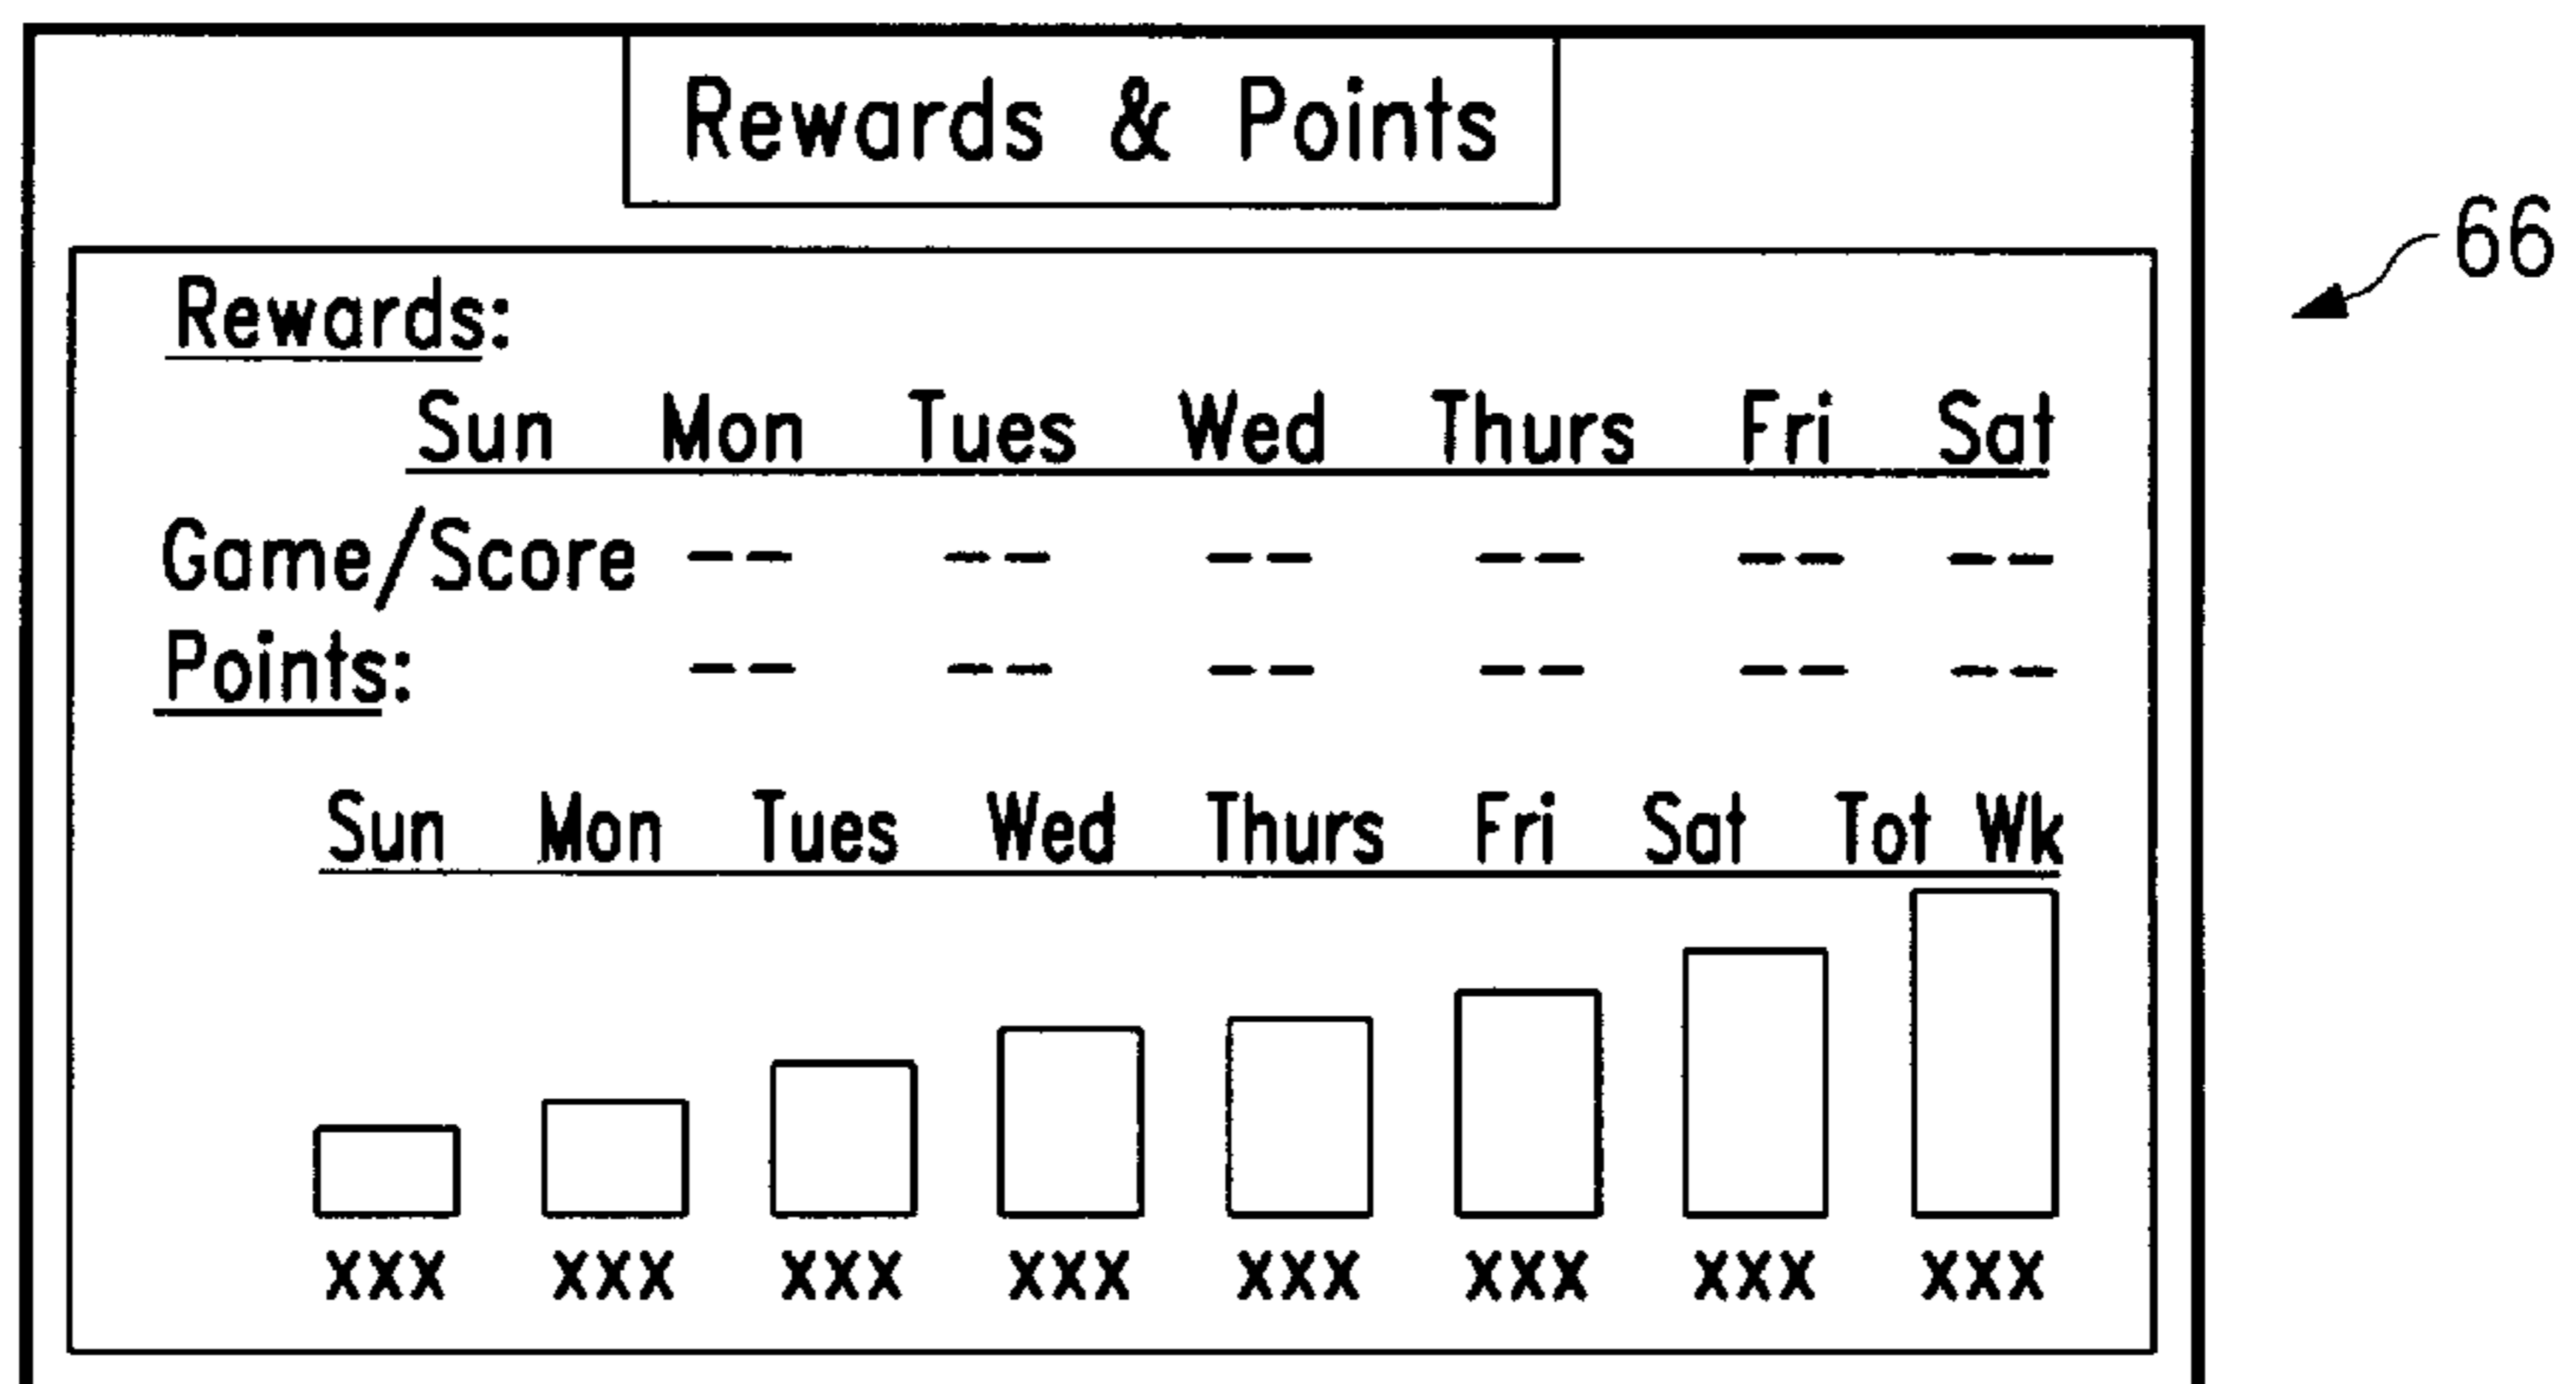 Rewards & Points
66
Rewards:
Sun Mon Tues Wed Thurs Fri Sat
Game/Score -- -- -- -- -- --
Points: -- -- -- -- -- --
Sun Mon Tues Wed Thurs Fri Sat Tot Wk
xxx xxx xxx xxx xxx xxx xxx xxx